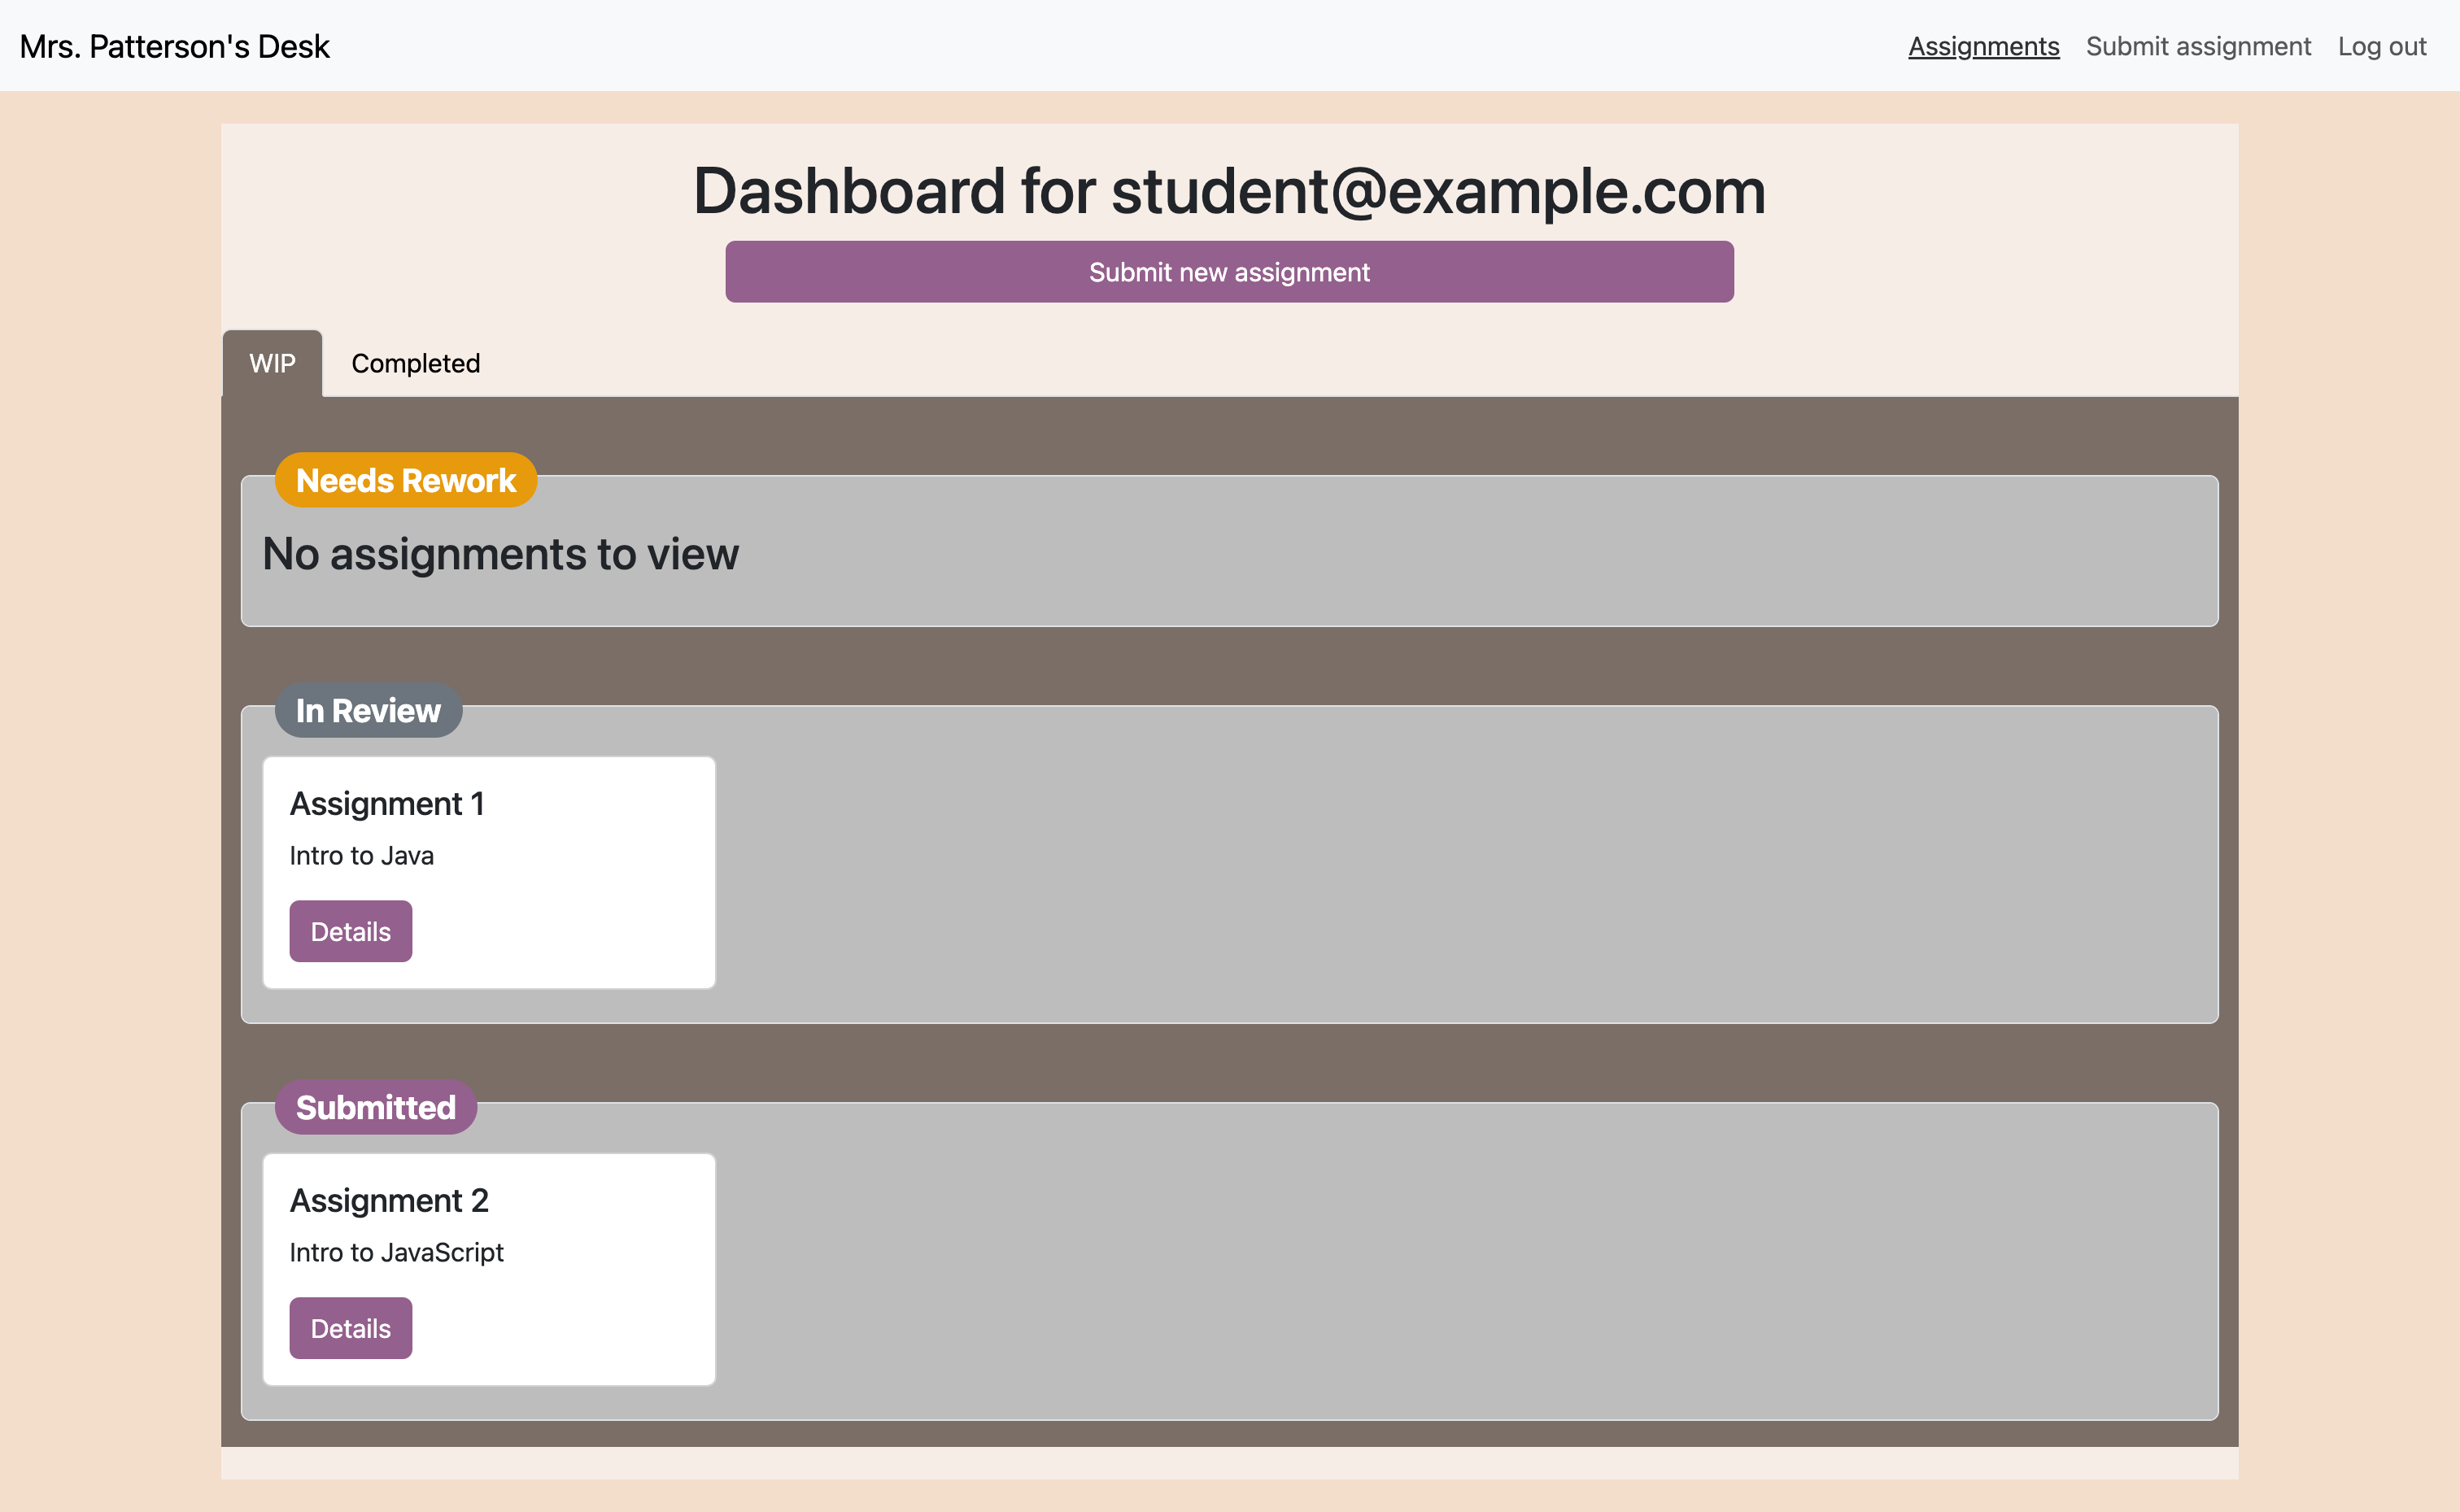 Mrs. Patterson's Desk
Assignments Submit assignment Log out
Dashboard for student@example.com
Submit new assignment
WIP Completed
Needs Rework
No assignments to view
In Review
Assignment 1
Intro to Java
Details
Submitted
Assignment 2
Intro to JavaScript
Details